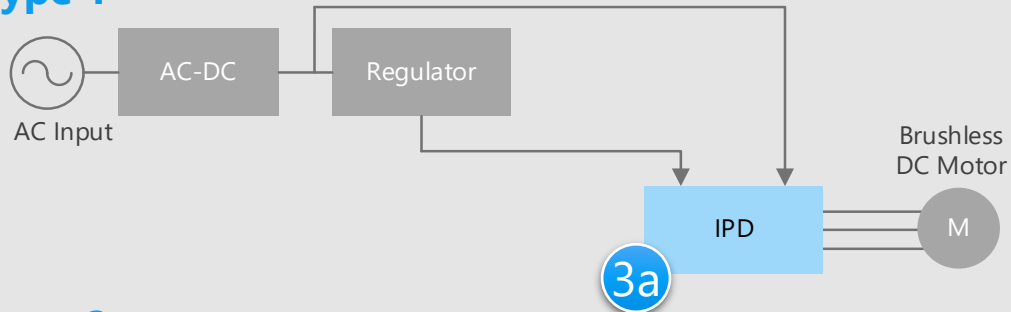 AC-DC
Regulator
AC Input
Brushless
DC Motor
IPD
M
3a